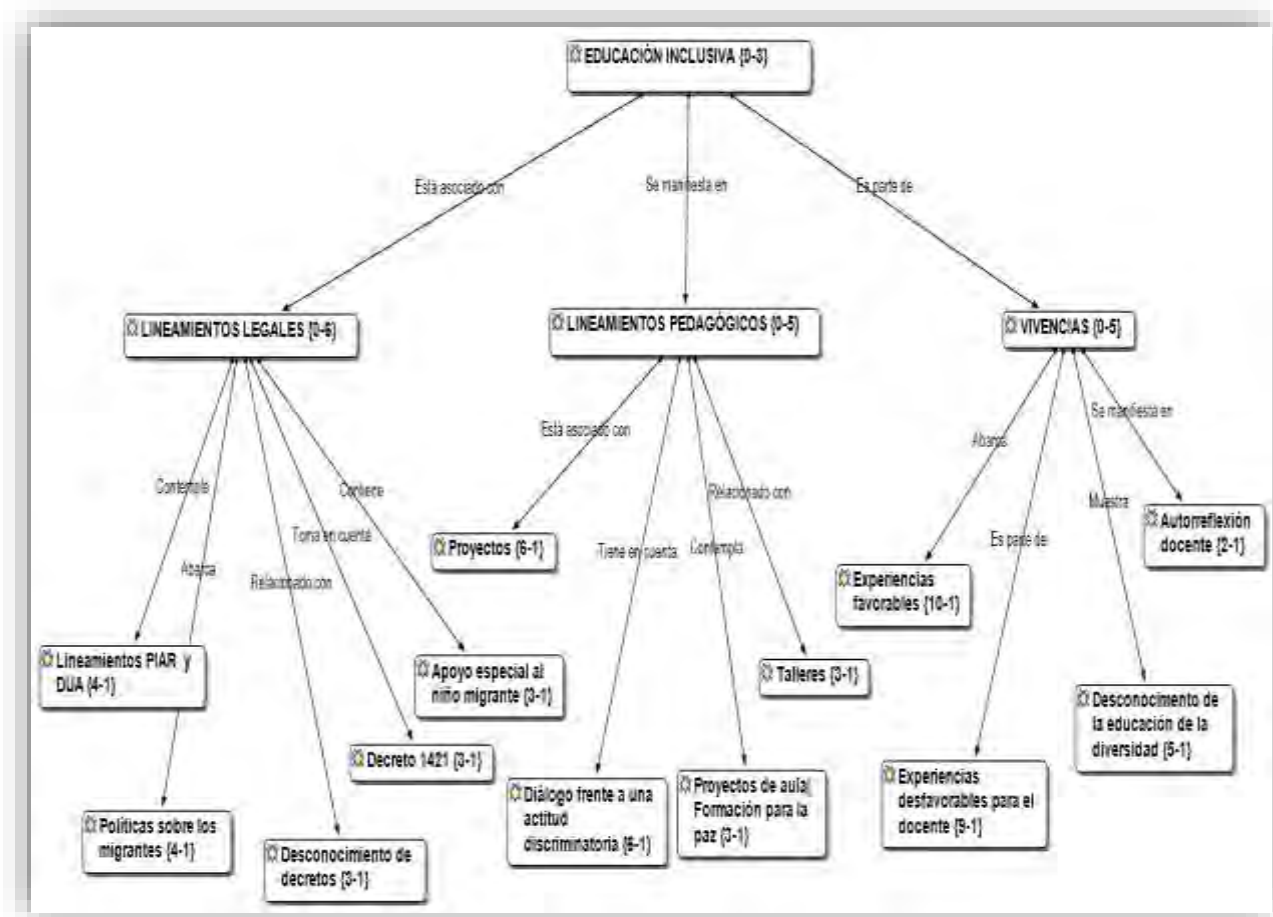 EDUCACIÓN INCLUSIVA {0-3}
Está asociado con
Se manifiesta en
Es parte de
LINEAMIENTOS LEGALES {0-6}
LINEAMIENTOS PEDAGÓGICOS {0-5}
VIVENCIAS {0-5}
Contempla
Abarca
Relacionado con
Toma en cuenta
Contiene
Está asociado con
Tiene en cuenta
Contempla
Relacionado con
Abarca
Es parte de
Muestra
Se manifiesta en
Lineamientos PIAR y
DUA {4-1}
Políticas sobre los
migrantes {4-1}
Desconocimiento de
decretos {3-1}
Decreto 1421 {3-1}
Apoyo especial al
niño migrante {3-1}
Proyectos {6-1}
Diálogo frente a una
actitud
discriminatoria {6-1}
Proyectos de aula(
Formación para la
paz {3-1}
Talleres {3-1}
Experiencias
favorables {10-1}
Experiencias
desfavorables para el
docente {9-1}
Desconocimento de
la educación de la
diversidad {5-1}
Autorreflexión
docente {2-1}